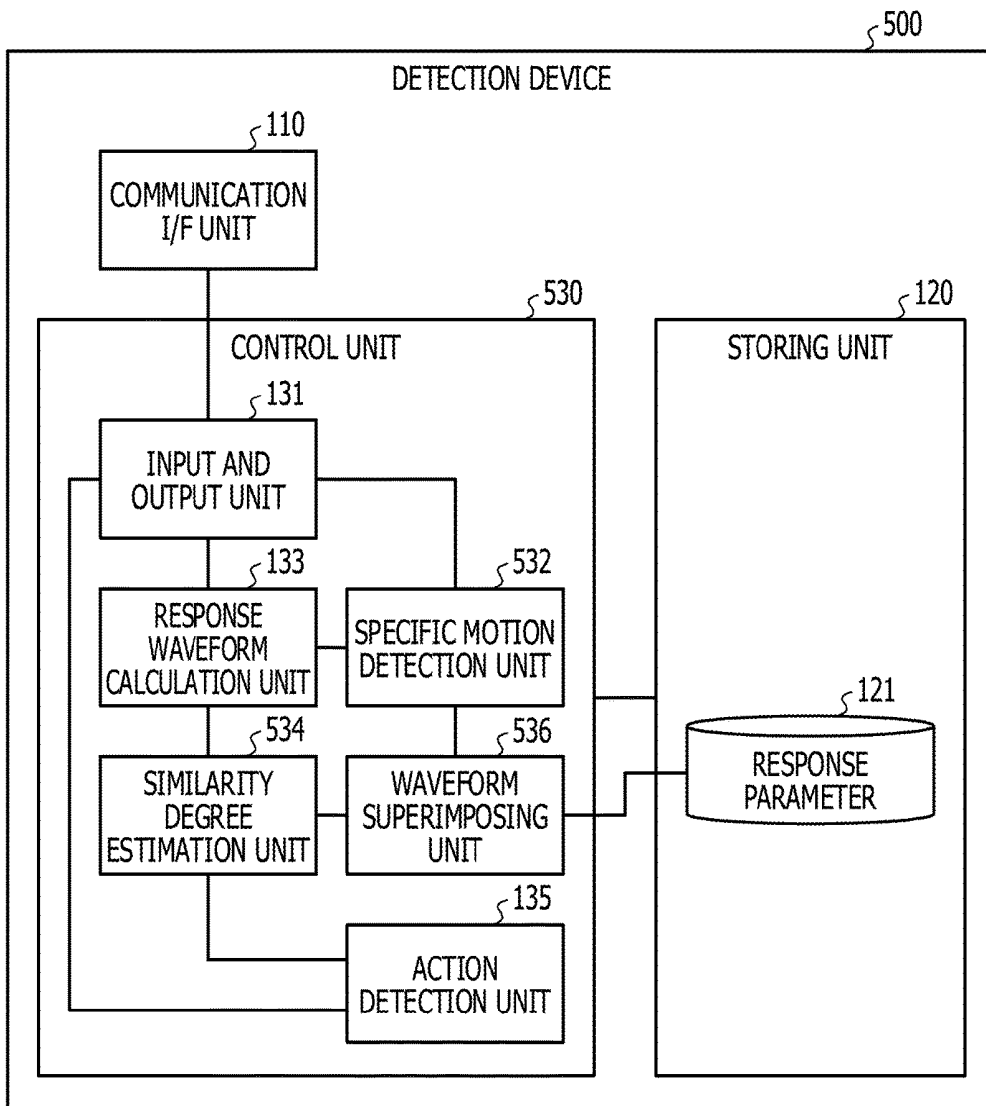 500
DETECTION DEVICE
110
COMMUNICATION
I/F UNIT
530
CONTROL UNIT
120
STORING UNIT
131
INPUT AND
OUTPUT UNIT
133
RESPONSE
WAVEFORM
CALCULATION UNIT
532
SPECIFIC MOTION
DETECTION UNIT
534
SIMILARITY
DEGREE
ESTIMATION UNIT
536
WAVEFORM
SUPERIMPOSING
UNIT
121
RESPONSE
PARAMETER
135
ACTION
DETECTION UNIT